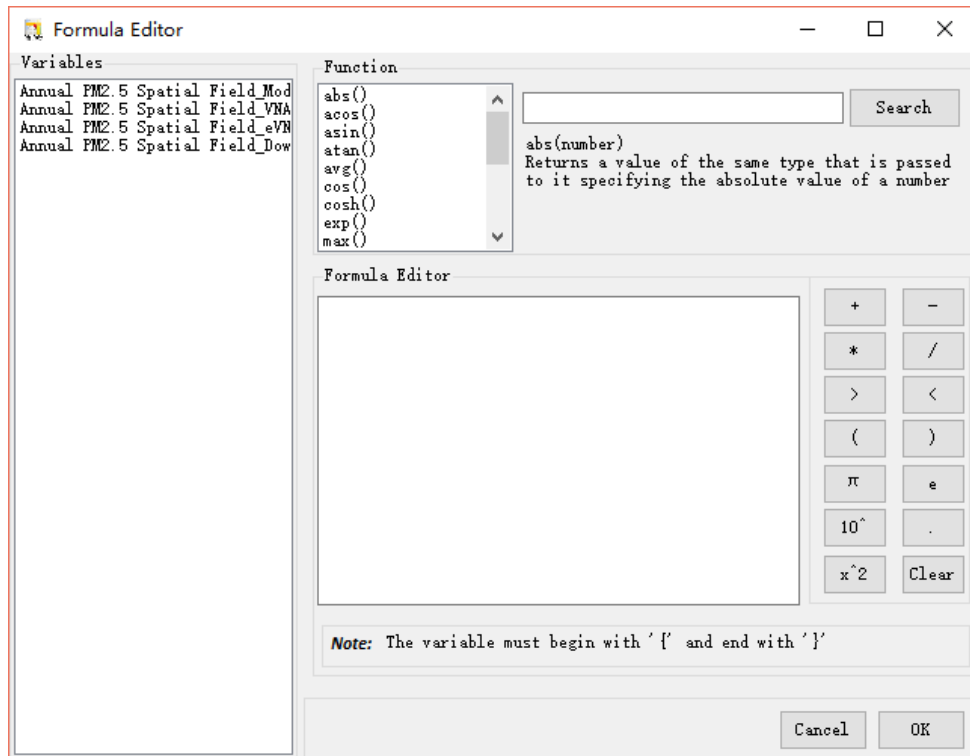 Formula Editor
Variables
Annual PM2.5 Spatial Field_Mod
Annual PM2.5 Spatial Field_VNA
Annual PM2.5 Spatial Field_eVN
Annual PM2.5 Spatial Field_Dow
Function
abs()
acos()
asin()
atan()
avg()
cos()
cosh()
exp()
max()
Search
abs(number)
Returns a value of the same type that is passed
to it specifying the absolute value of a number
Formula Editor
+ -
* /
> <
( )
π e
10^ .
x^2 Clear
Note: The variable must begin with '{' and end with '}'
Cancel OK